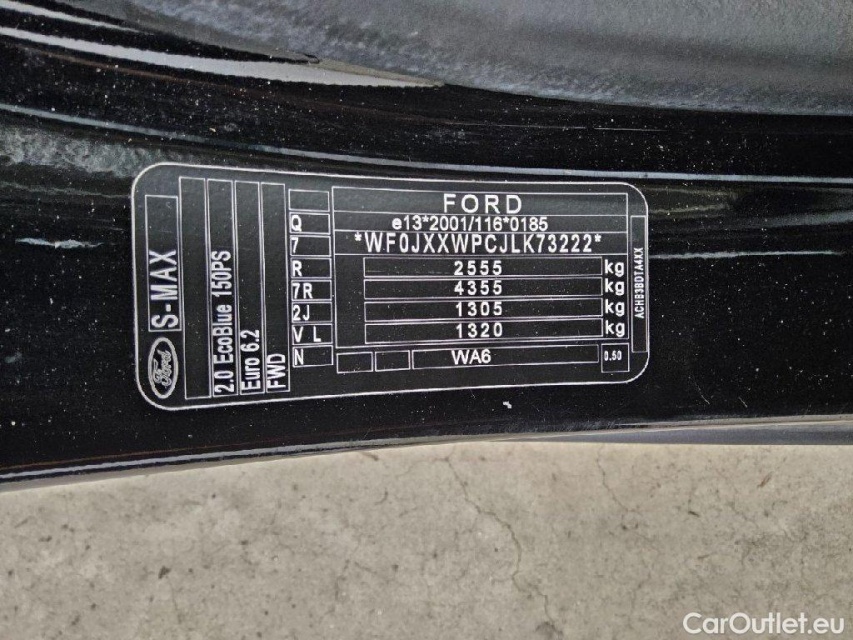 FORD
e13*2001/116*0185
*WF0JXXWPCJLK73222*
2555 kg
4355 kg
1305 kg
1320 kg
WA6 0.50
Q
7
R
7R
2J
V L
N
Ford S-MAX
2.0 EcoBlue 150PS
Euro 6.2
FWD
CarOutlet.eu